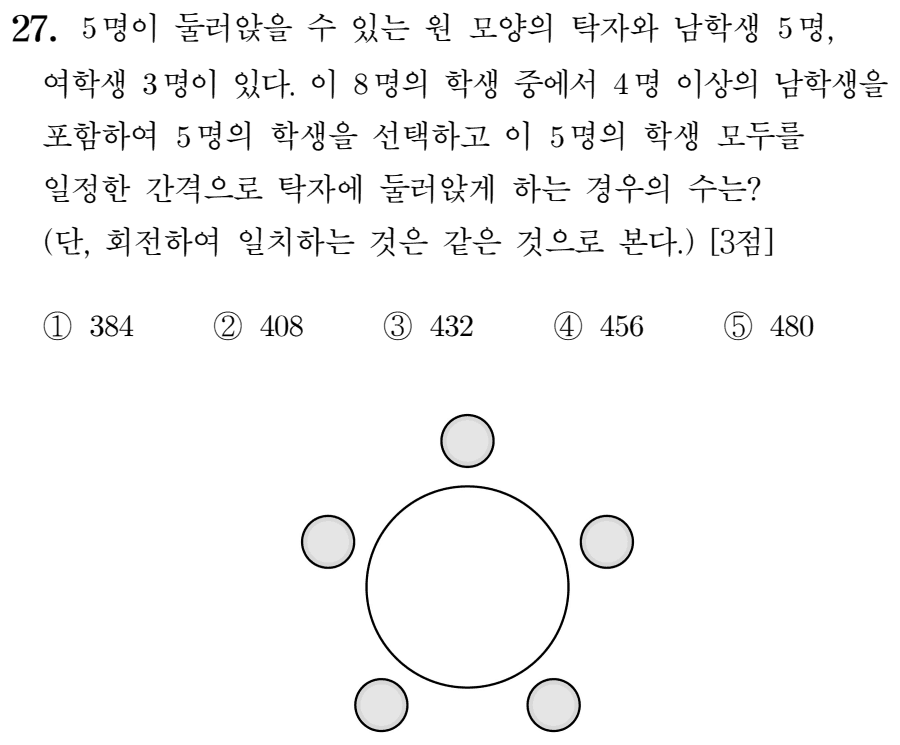 27. 5명이 둘러앉을 수 있는 원 모양의 탁자와 남학생 5명,
여학생 3명이 있다. 이 8명의 학생 중에서 4명 이상의 남학생을
포함하여 5명의 학생을 선택하고 이 5명의 학생 모두를
일정한 간격으로 탁자에 둘러앉게 하는 경우의 수는?
(단, 회전하여 일치하는 것은 같은 것으로 본다.) [3점]
① 384 ② 408 ③ 432 ④ 456 ⑤ 480